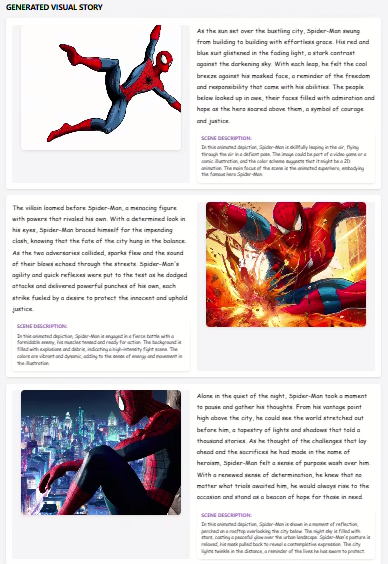 GENERATED VISUAL STORY
As the sun set over the bustling city, Spider-Man swung
from building to building with effortless grace. His red and
blue suit glistened in the fading light, a stark contrast
against the darkening sky. With each leap, he felt the cool
breeze against his masked face, a reminder of the freedom
and responsibility that came with his abilities. The people
below looked up in awe, their faces filled with admiration and
hope as the hero soared above them, a symbol of courage
and justice.
SCENE DESCRIPTION:
In this animated depiction, Spider-Man is skillfully leaping in the air, flying
through the air in a defiant pose. The image could be part of a video game or a
comic illustration, and the color scheme suggests that it might be a 2D
animation. The main focus of the scene is the animated superhero, embodying
the famous hero Spider-Man.
The villain loomed before Spider-Man, a menacing figure
with powers that rivaled his own. With a determined look in
his eyes, Spider-Man braced himself for the impending
clash, knowing that the fate of the city hung in the balance.
As the two adversaries collided, sparks flew and the sound
of their blows echoed through the streets. Spider-Man's
agility and quick reflexes were put to the test as he dodged
attacks and delivered powerful punches of his own, each
strike fueled by a desire to protect the innocent and uphold
justice.
SCENE DESCRIPTION:
In this animated depiction, Spider-Man is engaged in a fierce battle with a
formidable enemy, his muscles tensed and ready for action. The background is
filled with explosions and debris, indicating a high-intensity fight scene. The
colors are vibrant and dynamic, adding to the sense of energy and movement in
the illustration.
Alone in the quiet of the night, Spider-Man took a moment
to pause and gather his thoughts. From his vantage point
high above the city, he could see the world stretched out
before him, a tapestry of lights and shadows that told a
thousand stories. As he thought of the challenges that lay
ahead and the sacrifices he had made in the name of
heroism, Spider-Man felt a sense of purpose wash over him.
With a renewed sense of determination, he knew that no
matter what trials awaited him, he would always rise to the
occasion and stand as a beacon of hope for those in need.
SCENE DESCRIPTION:
In this animated depiction, Spider-Man is shown in a moment of reflection,
perched on a rooftop overlooking the city below. The night sky is filled with
stars, casting a peaceful glow over the urban landscape. Spider-Man's posture is
relaxed, his mask pulled back to reveal a contemplative expression. The city
lights twinkle in the distance, a reminder of the lives he has sworn to protect.